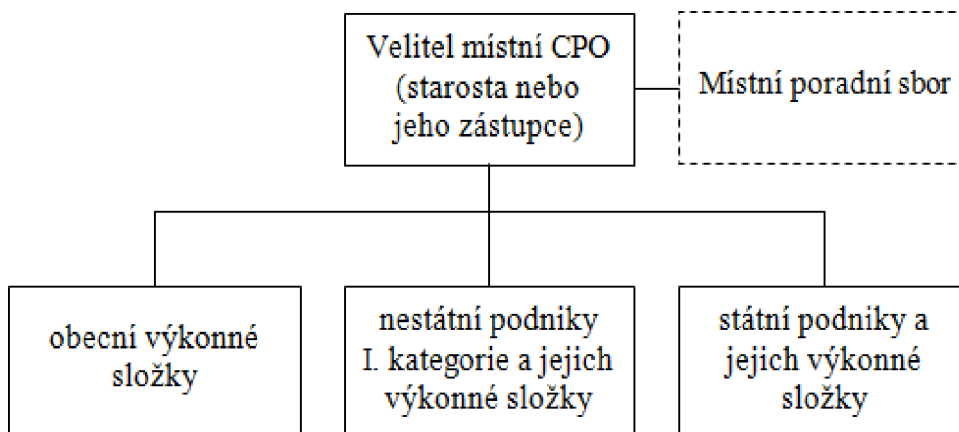 Velitel místní CPO
(starosta nebo
jeho zástupce)
Místní poradní sbor
obecní výkonné
složky
nestátní podniky
I. kategorie a jejich
výkonné složky
státní podniky a
jejich výkonné
složky